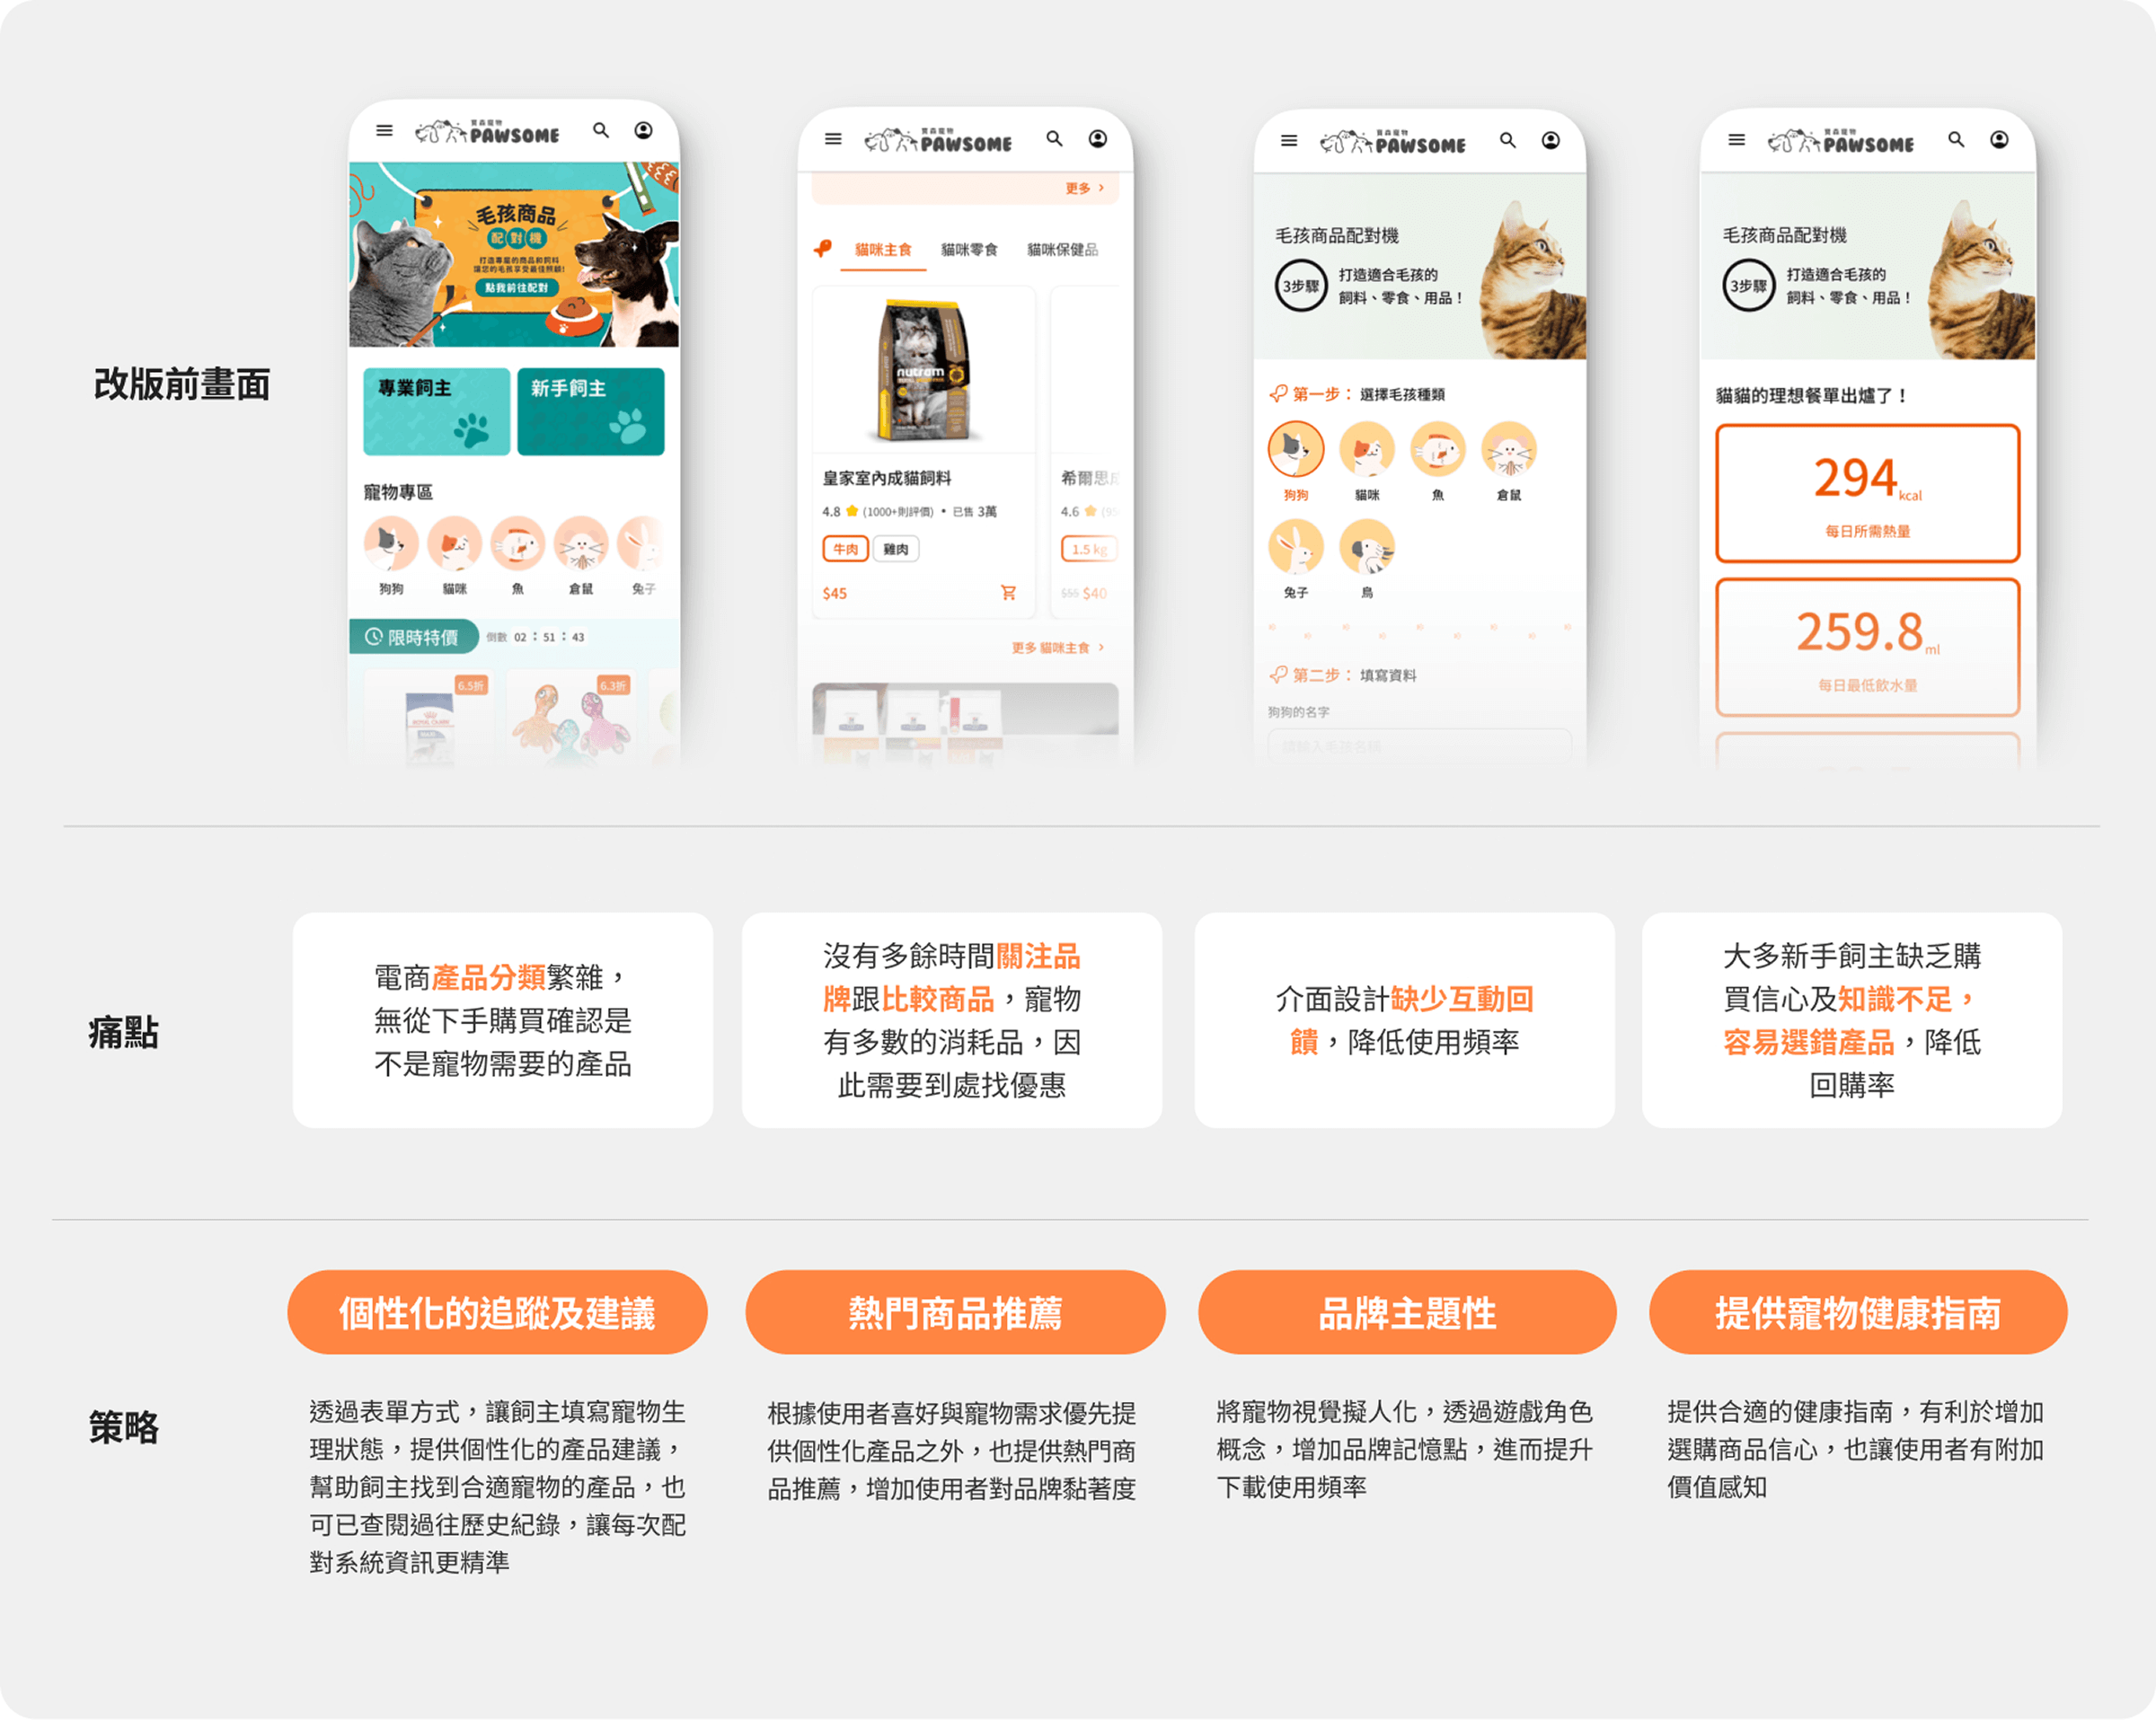 改版前畫面
寶森寵物
PAWSOME
毛孩商品
配對機
打造專屬的商品和飼料
讓您的毛孩享受最佳照顧!
點我前往配對
專業飼主
新手飼主
寵物專區
狗狗
貓咪
魚
倉鼠
兔子
限時特價
倒數 02 : 51 : 43
6.5折
6.3折
ROYAL CANIN
寶森寵物
PAWSOME
更多 >
貓咪主食
貓咪零食
貓咪保健品
nutram
皇家室內成貓飼料
4.8 (1000+則評價) • 已售 3萬
牛肉
雞肉
$45
希爾思成
4.6
1.5 kg
$55 $40
更多 貓咪主食 >
寶森寵物
PAWSOME
毛孩商品配對機
3步驟
打造適合毛孩的
飼料、零食、用品！
第一步： 選擇毛孩種類
狗狗
貓咪
魚
倉鼠
兔子
鳥
第二步： 填寫資料
狗狗的名字
請輸入毛孩名稱
寶森寵物
PAWSOME
毛孩商品配對機
3步驟
打造適合毛孩的
飼料、零食、用品！
貓貓的理想餐單出爐了！
294 kcal
每日所需熱量
259.8 ml
每日最低飲水量
痛點
電商產品分類繁雜，
無從下手購買確認是
不是寵物需要的產品
沒有多餘時間關注品
牌跟比較商品，寵物
有多數的消耗品，因
此需要到處找優惠
介面設計缺少互動回
饋，降低使用頻率
大多新手飼主缺乏購
買信心及知識不足，
容易選錯產品，降低
回購率
策略
個性化的追蹤及建議
透過表單方式，讓飼主填寫寵物生
理狀態，提供個性化的產品建議，
幫助飼主找到合適寵物的產品，也
可已查閱過往歷史紀錄，讓每次配
對系統資訊更精準
熱門商品推薦
根據使用者喜好與寵物需求優先提
供個性化產品之外，也提供熱門商
品推薦，增加使用者對品牌黏著度
品牌主題性
將寵物視覺擬人化，透過遊戲角色
概念，增加品牌記憶點，進而提升
下載使用頻率
提供寵物健康指南
提供合適的健康指南，有利於增加
選購商品信心，也讓使用者有附加
價值感知